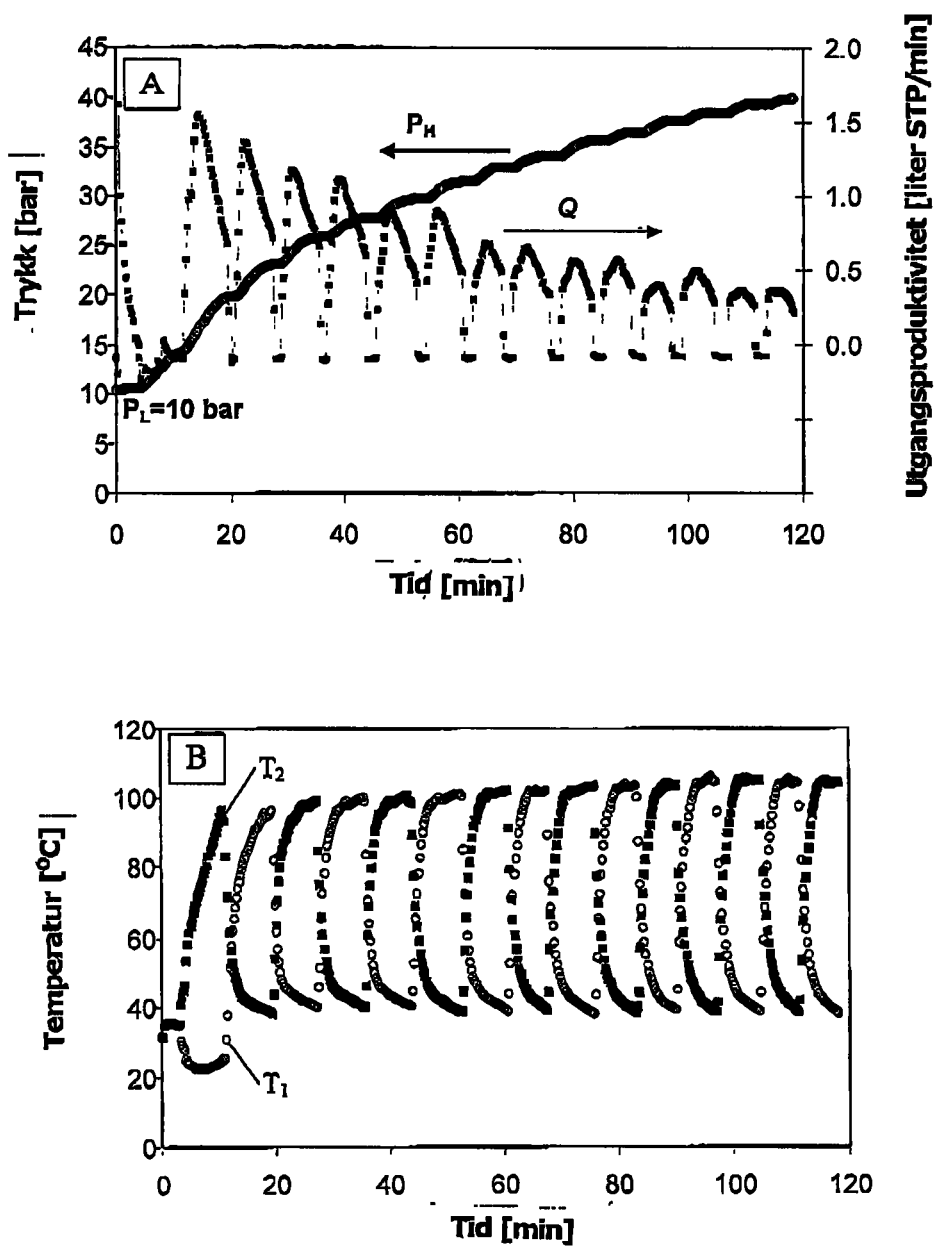 A
Trykk [bar]
45
40
35
30
25
20
15
10
5
0
P_H
Q
P_L=10 bar
2.0
1.5
1.0
0.5
0.0
Utgangsproduktivitet [liter STP/min]
0 20 40 60 80 100 120
Tid [min]
B
Temperatur [°C]
120
100
80
60
40
20
0
T_2
T_1
0 20 40 60 80 100 120
Tid [min]